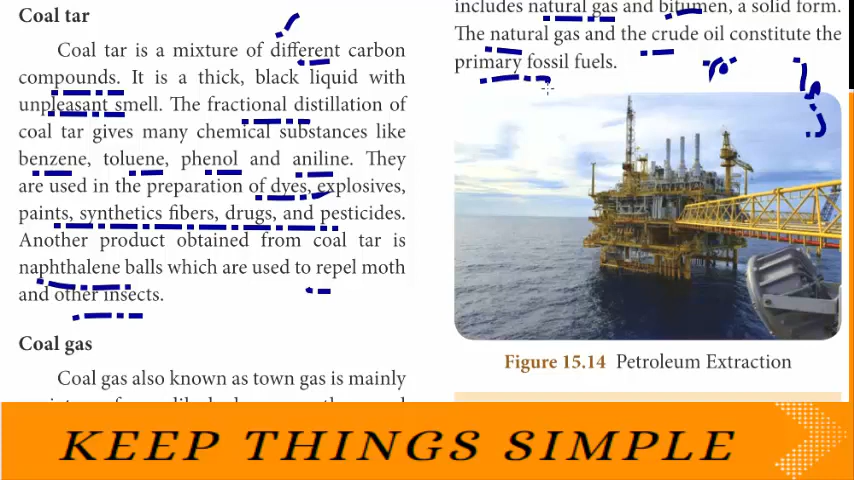 Coal tar
Coal tar is a mixture of different carbon
compounds. It is a thick, black liquid with
unpleasant smell. The fractional distillation of
coal tar gives many chemical substances like
benzene, toluene, phenol and aniline. They
are used in the preparation of dyes, explosives,
paints, synthetics fibers, drugs, and pesticides.
Another product obtained from coal tar is
naphthalene balls which are used to repel moth
and other insects.
Coal gas
Coal gas also known as town gas is mainly
includes natural gas and bitumen, a solid form.
The natural gas and the crude oil constitute the
primary fossil fuels.
Figure 15.14 Petroleum Extraction
KEEP THINGS SIMPLE